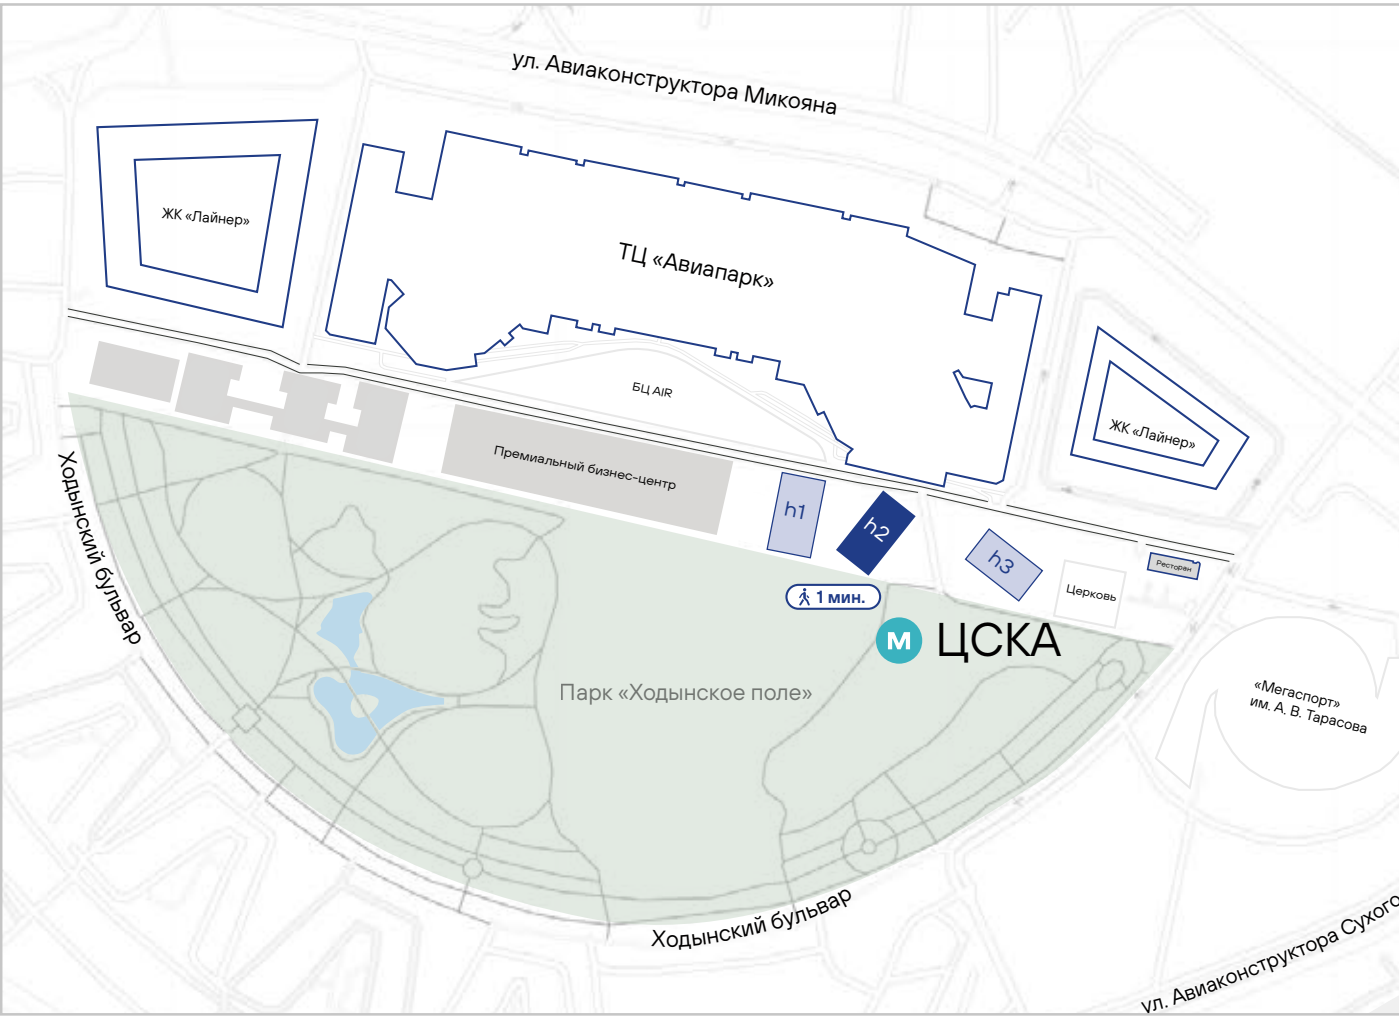 ул. Авиаконструктора Микояна
ЖК «Лайнер»
ТЦ «Авиапарк»
БЦ AIR
ЖК «Лайнер»
Премиальный бизнес-центр
h1
h2
h3
Ресторан
Церковь
1 мин.
М ЦСКА
Ходынский бульвар
Парк «Ходынское поле»
«Мегаспорт»
им. А. В. Тарасова
Ходынский бульвар
ул. Авиаконструктора Сухого